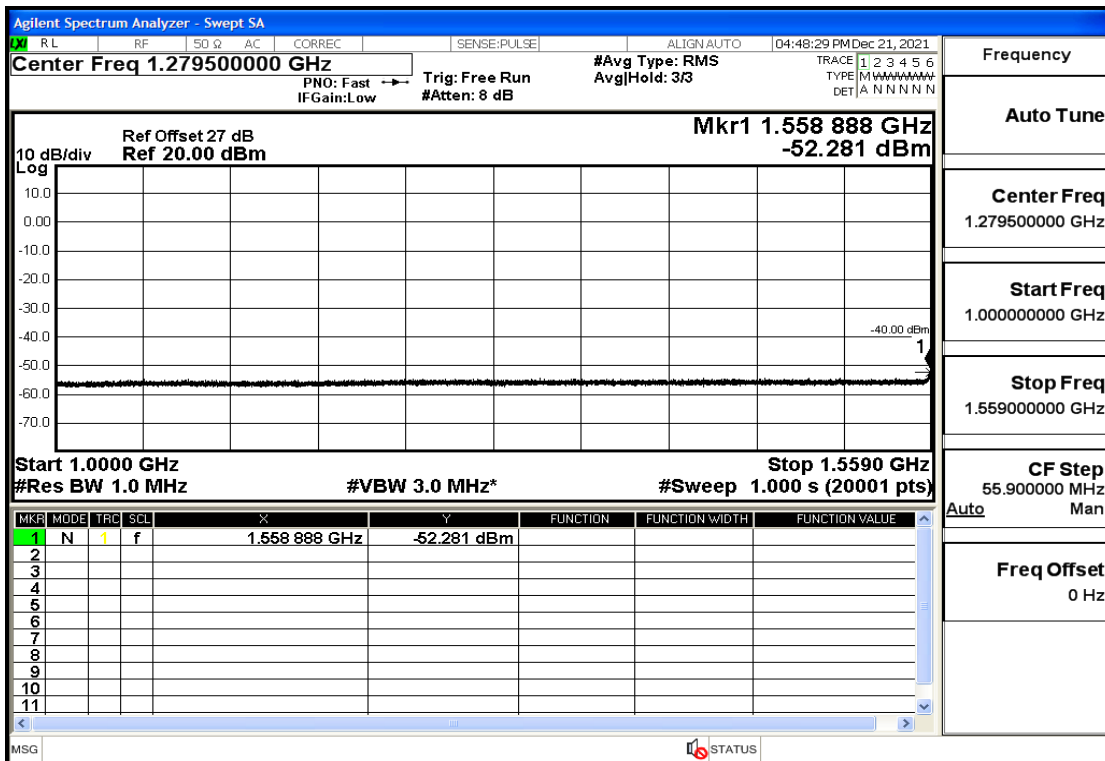 Agilent Spectrum Analyzer - Swept SA
LXI RL RF 50 Ω AC CORREC SENSE:PULSE ALIGN AUTO 04:48:29 PM Dec 21, 2021
Center Freq 1.279500000 GHz
PNO: Fast
IFGain:Low
Trig: Free Run
#Atten: 8 dB
#Avg Type: RMS
Avg|Hold: 3/3
TRACE 1 2 3 4 5 6
TYPE M WWWWW
DET A N N N N N
Ref Offset 27 dB
10 dB/div Ref 20.00 dBm
Log
Mkr1 1.558 888 GHz
-52.281 dBm
10.0
0.00
-10.0
-20.0
-30.0
-40.0
-50.0
-60.0
-70.0
-40.00 dBm
1
Start 1.0000 GHz Stop 1.5590 GHz
#Res BW 1.0 MHz #VBW 3.0 MHz* #Sweep 1.000 s (20001 pts)
MKR MODE TRC SCL X Y FUNCTION FUNCTION WIDTH FUNCTION VALUE
1 N 1 f 1.558 888 GHz -52.281 dBm
2
3
4
5
6
7
8
9
10
11
MSG STATUS
Frequency
Auto Tune
Center Freq
1.279500000 GHz
Start Freq
1.000000000 GHz
Stop Freq
1.559000000 GHz
CF Step
55.900000 MHz
Auto Man
Freq Offset
0 Hz